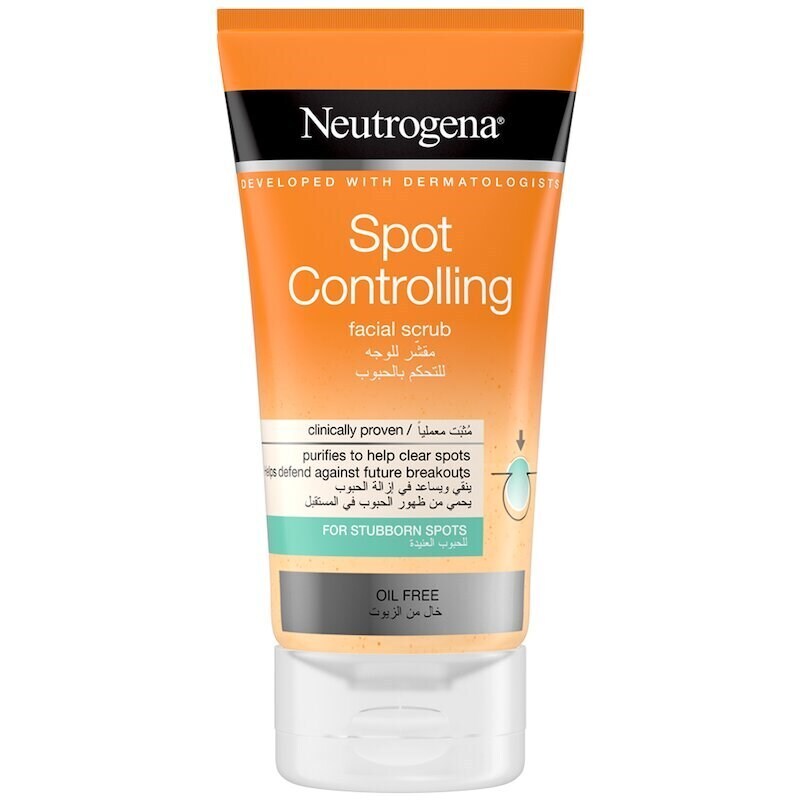 Neutrogena®
DEVELOPED WITH DERMATOLOGISTS
Spot
Controlling
facial scrub
مقشّر للوجه
للتحكم بالحبوب
clinically proven / مُثبَت معملياً
purifies to help clear spots
helps defend against future breakouts
ينقي ويساعد في إزالة الحبوب
يحمي من ظهور الحبوب في المستقبل
FOR STUBBORN SPOTS
للحبوب العنيدة
OIL FREE
خال من الزيوت